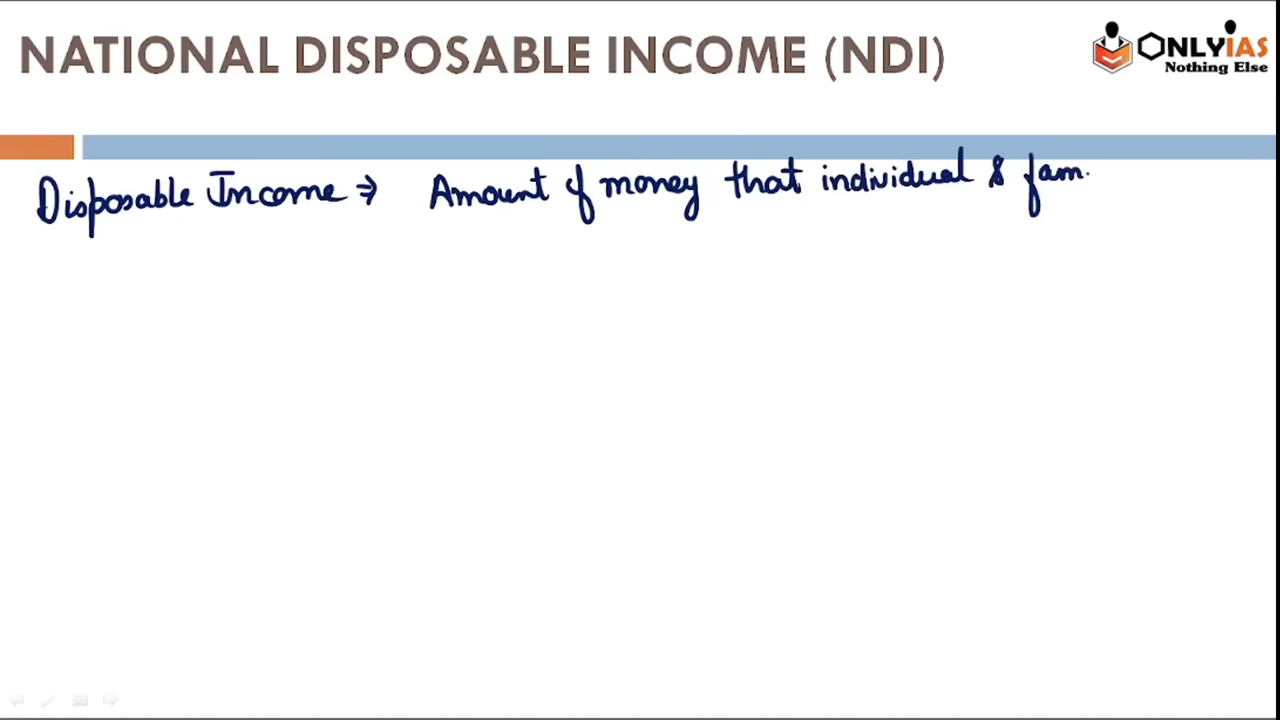 NATIONAL DISPOSABLE INCOME (NDI)
ONLYIAS
Nothing Else
Disposable Income ⇒ Amount of money that individual & fam